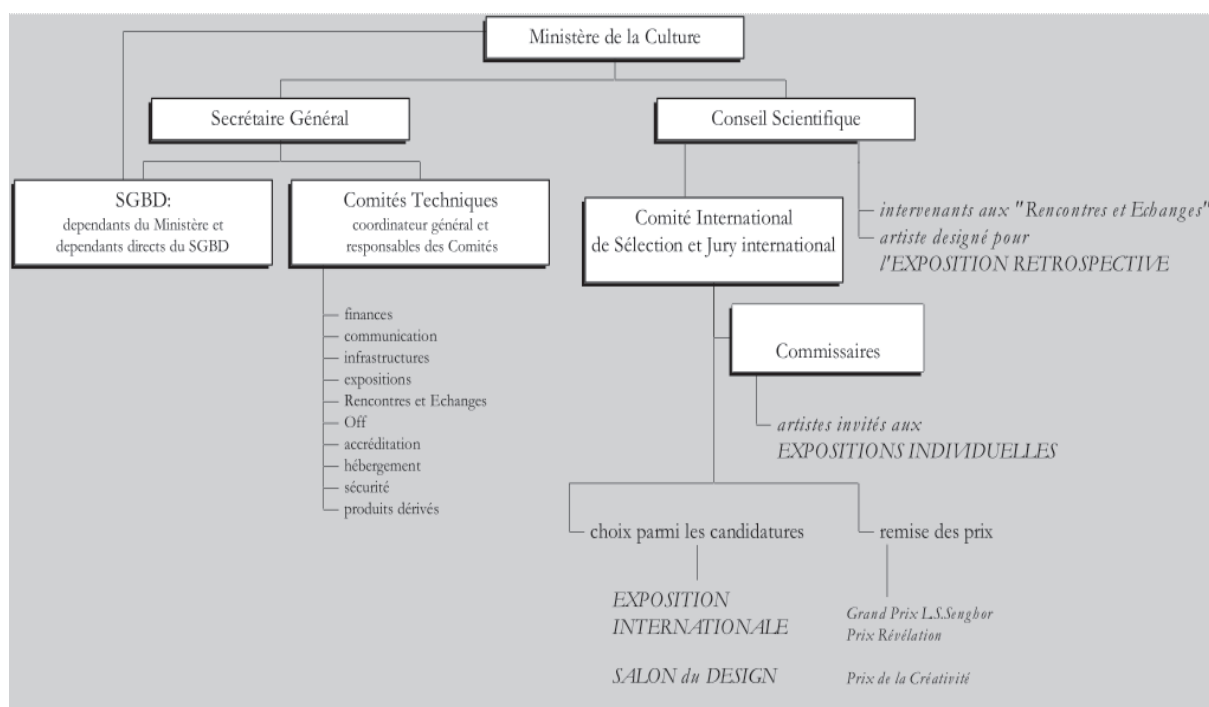 Ministère de la Culture
Secrétaire Général
Conseil Scientifique
SGBD:
dependants du Ministère et
dependants directs du SGBD
Comités Techniques
coordinateur général et
responsables des Comités
Comité International
de Sélection et Jury international
intervenants aux "Rencontres et Echanges"
artiste designé pour
l'EXPOSITION RETROSPECTIVE
finances
communication
infrastructures
expositions
Rencontres et Echanges
Off
accréditation
hébergement
sécurité
produits dérivés
Commissaires
artistes invités aux
EXPOSITIONS INDIVIDUELLES
choix parmi les candidatures
remise des prix
EXPOSITION
INTERNATIONALE
SALON du DESIGN
Grand Prix L.S.Senghor
Prix Révélation
Prix de la Créativité